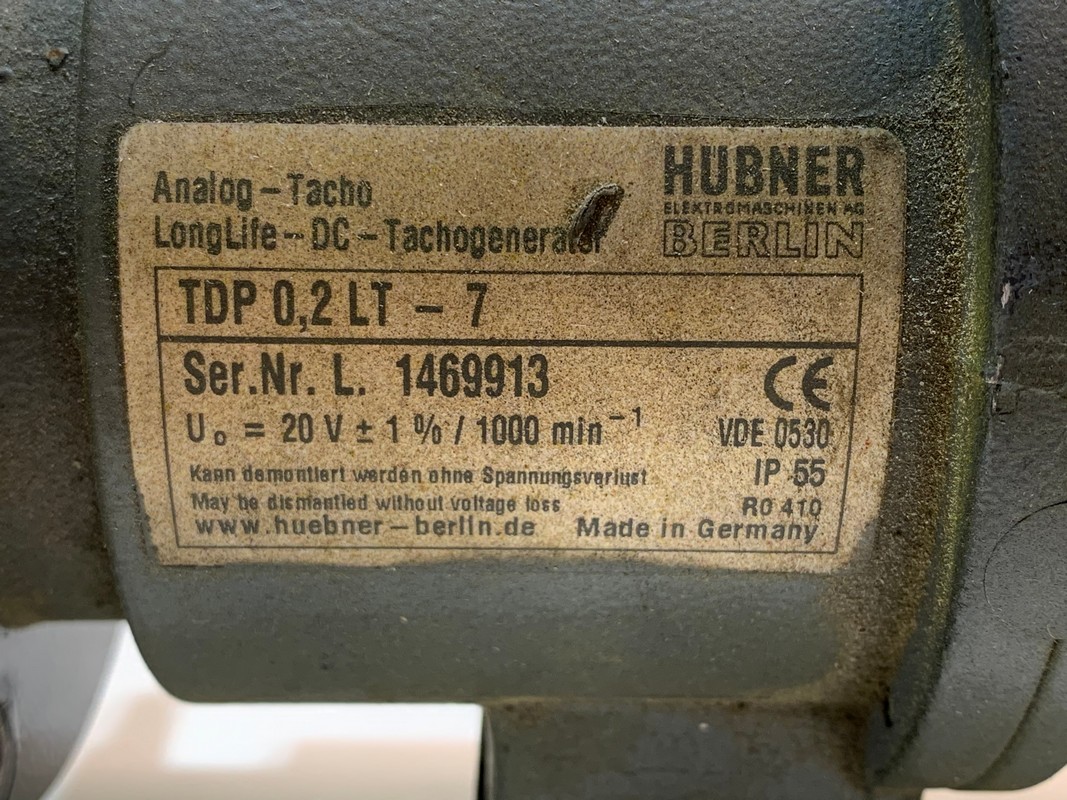 Analog-Tacho
LongLife-DC-Tachogenerator
HÜBNER
ELEKTROMASCHINEN AG
BERLIN
TDP 0,2 LT - 7
Ser.Nr. L. 1469913
CE
U₀ = 20 V ± 1 % / 1000 min⁻¹
VDE 0530
Kann demontiert werden ohne Spannungsverlust
IP 55
May be dismantled without voltage loss
RO 410
www.huebner-berlin.de Made in Germany